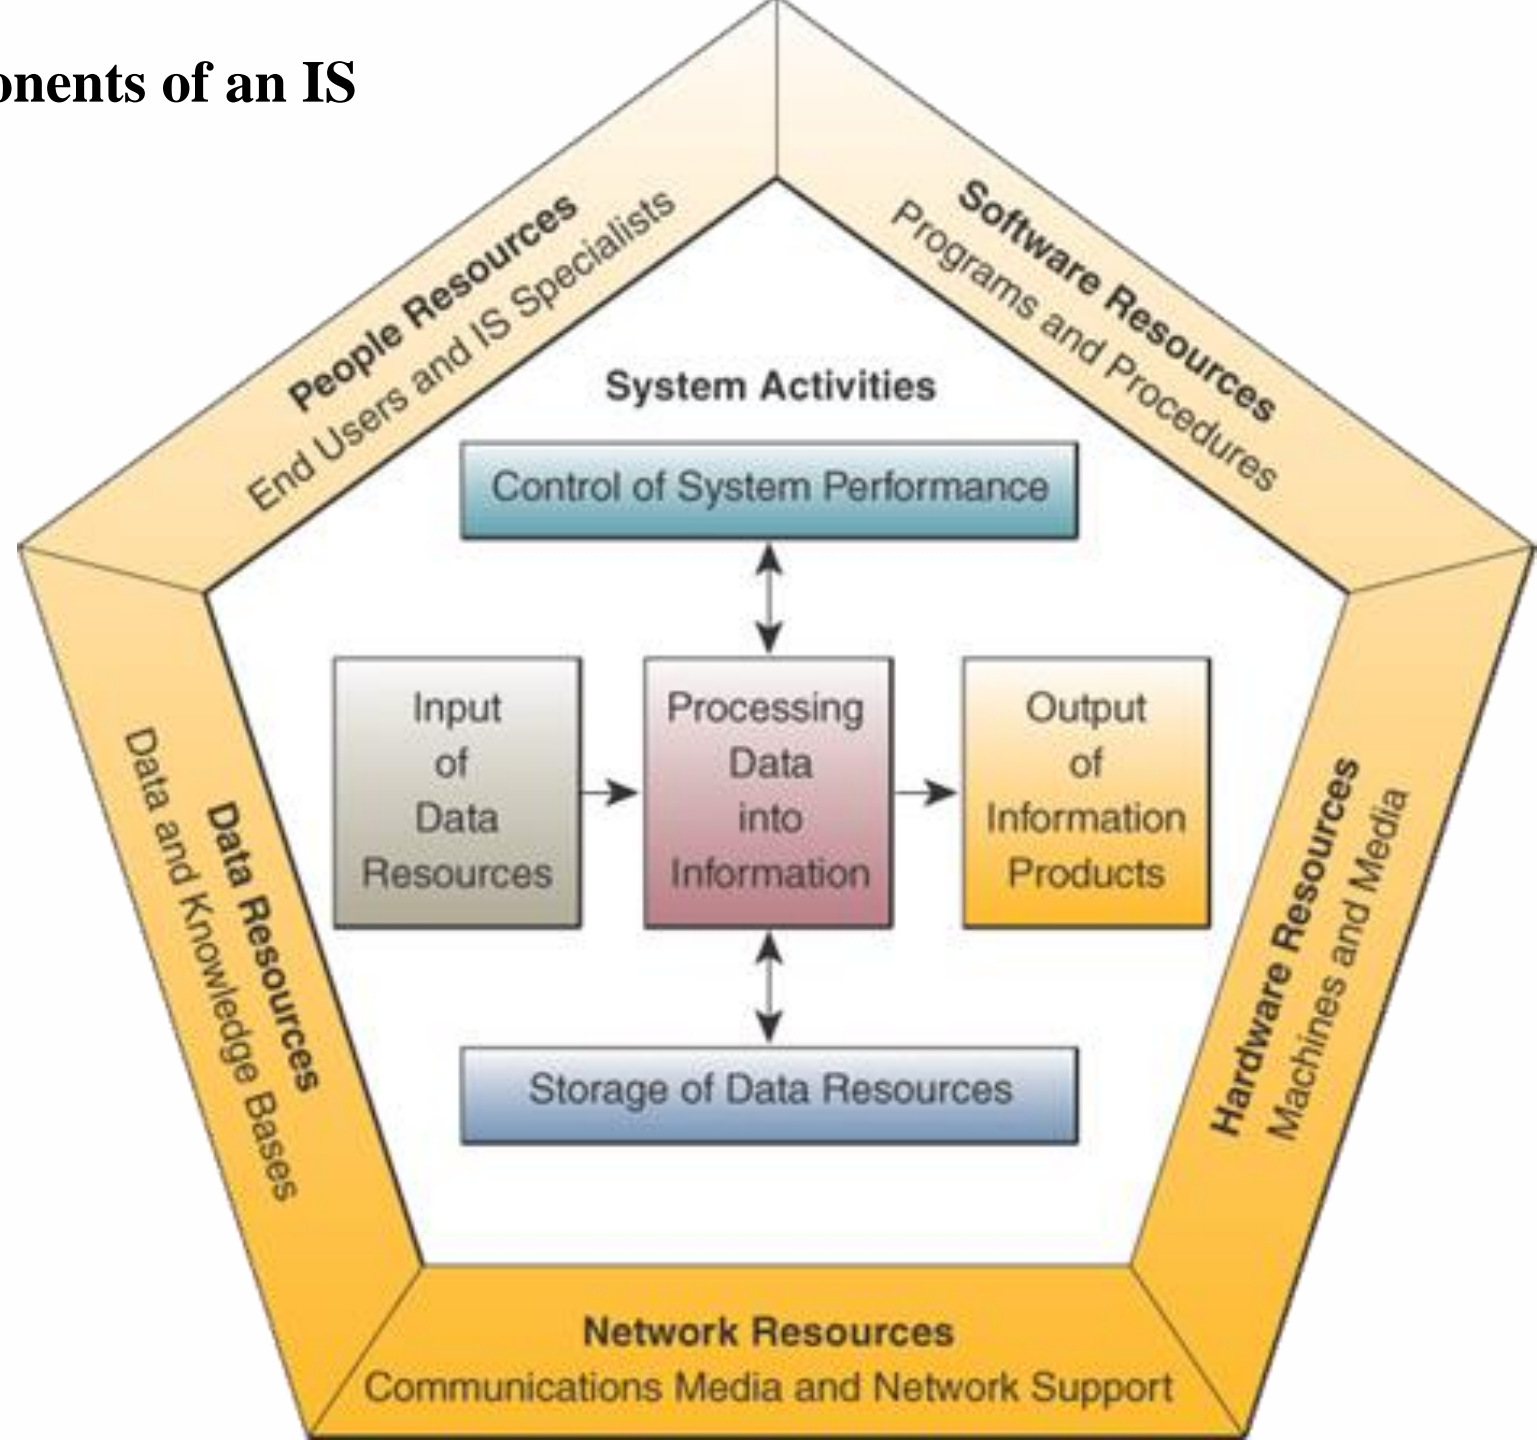 onents of an IS
People Resources
End Users and IS Specialists
Software Resources
Programs and Procedures
System Activities
Control of System Performance
Input
of
Data
Resources
Processing
Data
into
Information
Output
of
Information
Products
Storage of Data Resources
Data Resources
Data and Knowledge Bases
Hardware Resources
Machines and Media
Network Resources
Communications Media and Network Support